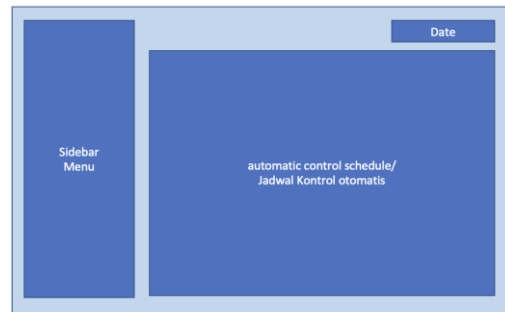 Date
Sidebar
Menu
automatic control schedule/
Jadwal Kontrol otomatis